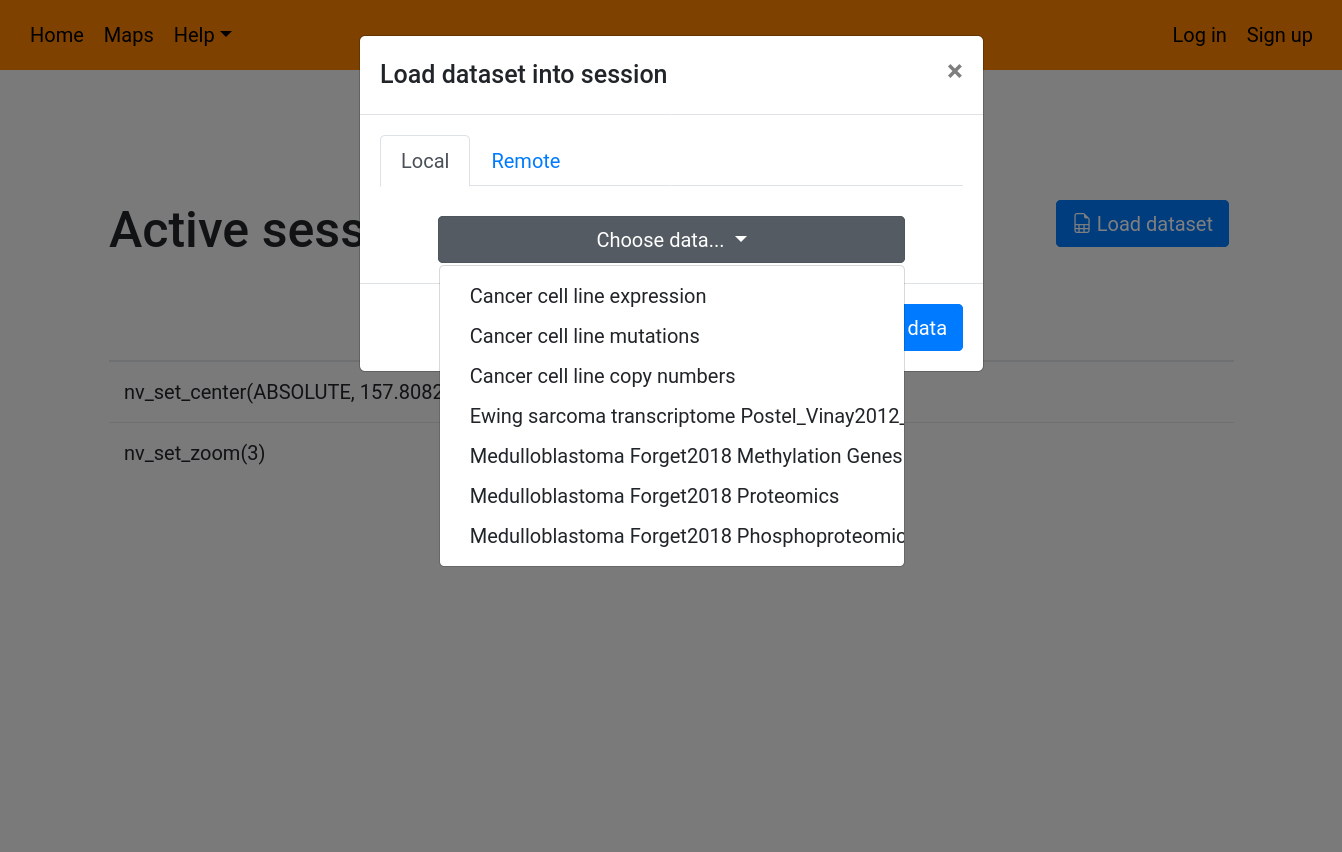 Home Maps Help Log in Sign up
Load dataset into session
×
Local Remote
Active sess
Load dataset
Choose data...
Cancer cell line expression
data
Cancer cell line mutations
Cancer cell line copy numbers
nv_set_center(ABSOLUTE, 157.8082
Ewing sarcoma transcriptome Postel_Vinay2012_
nv_set_zoom(3)
Medulloblastoma Forget2018 Methylation Genes
Medulloblastoma Forget2018 Proteomics
Medulloblastoma Forget2018 Phosphoproteomic